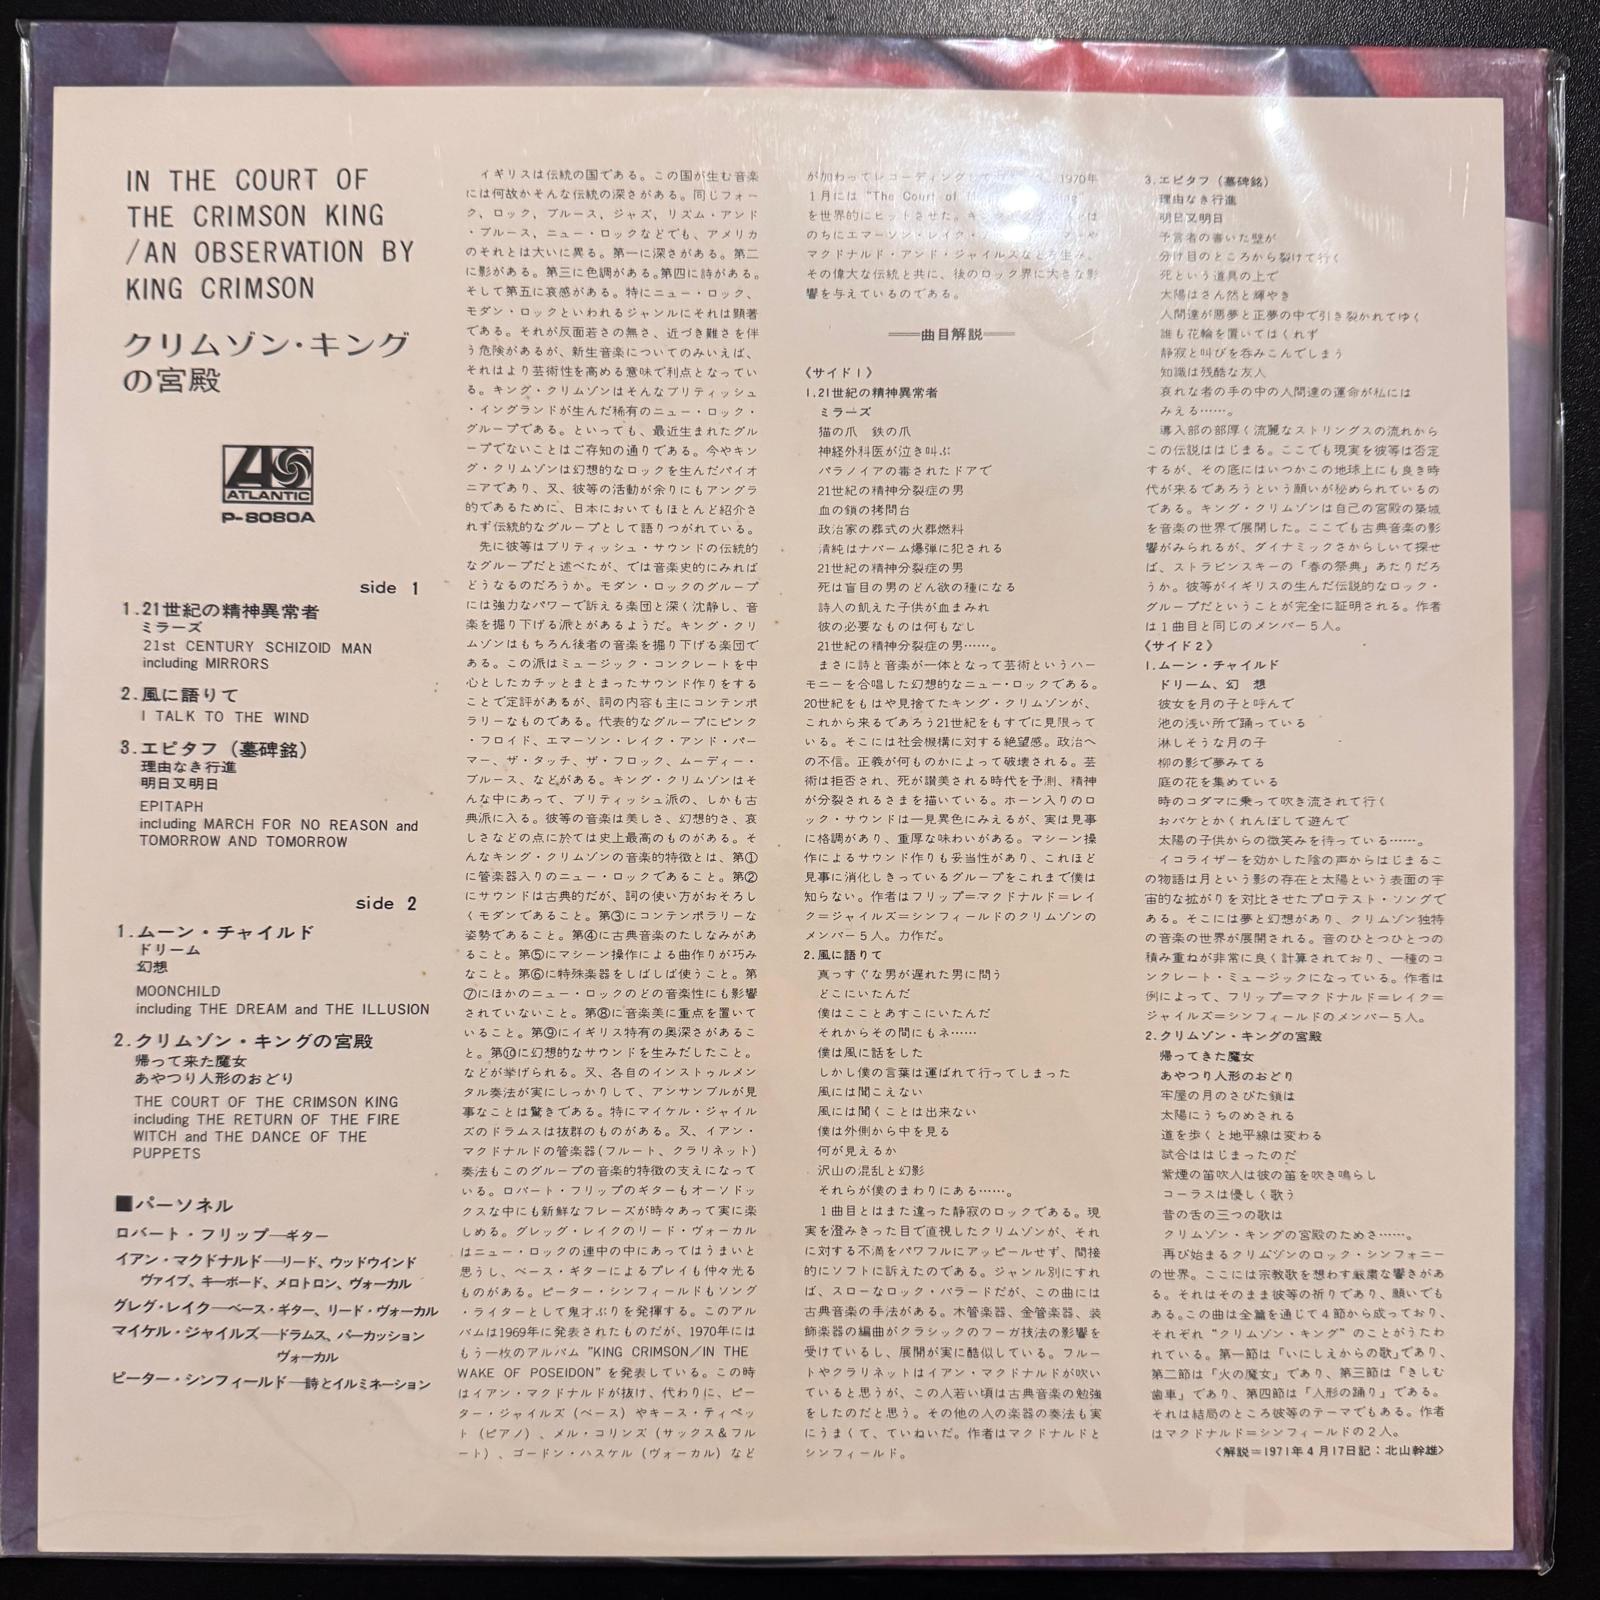 IN THE COURT OF
THE CRIMSON KING
/AN OBSERVATION BY
KING CRIMSON
クリムゾン・キング
の宮殿
ATLANTIC
P-8080A
side 1
1.21世紀の精神異常者
ミラーズ
21st CENTURY SCHIZOID MAN
including MIRRORS
2.風に語りて
I TALK TO THE WIND
3.エピタフ（墓碑銘）
理由なき行進
明日又明日
EPITAPH
including MARCH FOR NO REASON and
TOMORROW AND TOMORROW
side 2
1.ムーン・チャイルド
ドリーム
幻想
MOONCHILD
including THE DREAM and THE ILLUSION
2.クリムゾン・キングの宮殿
帰って来た魔女
あやつり人形のおどり
THE COURT OF THE CRIMSON KING
including THE RETURN OF THE FIRE
WITCH and THE DANCE OF THE
PUPPETS
■パーソネル
ロバート・フリップ―ギター
イアン・マクドナルド―リード、ウッドウインド
ヴァイブ、キーボード、メロトロン、ヴォーカル
グレグ・レイク―ベース・ギター、リード・ヴォーカル
マイケル・ジャイルズ―ドラムス、パーカッション
ヴォーカル
ピーター・シンフィールド―詩とイルミネーション
イギリスは伝統の国である。この国が生む音楽
には何故かそんな伝統の深さがある。同じフォー
ク、ロック、ブルース、ジャズ、リズム・アンド
・ブルース、ニュー・ロックなどでも、アメリカ
のそれとは大いに異る。第一に深さがある。第二
に影がある。第三に色調がある。第四に詩がある。
そして第五に哀感がある。特にニュー・ロック、
モダン・ロックといわれるジャンルにそれは顕著
である。それが反面若さの無さ、近づき難さを伴
う危険があるが、新生音楽についてのみいえば、
それはより芸術性を高める意味で利点となってい
る。キング・クリムゾンはそんなブリティッシュ
・イングランドが生んだ稀有のニュー・ロック・
グループである。といっても、最近生まれたグル
ープでないことはご存知の通りである。今やキン
グ・クリムゾンは幻想的なロックを生んだパイオ
ニアであり、又、彼等の活動が余りにもアングラ
的であるために、日本においてもほとんど紹介さ
れず伝統的なグループとして語りつがれている。
先に彼等はブリティッシュ・サウンドの伝統的
なグループだと述べたが、では音楽史的にみれば
どうなるのだろうか。モダン・ロックのグループ
には強力なパワーで訴える楽団と深く沈静し、音
楽を掘り下げる派とがあるようだ。キング・クリ
ムゾンはもちろん後者の音楽を掘り下げる楽団で
ある。この派はミュージック・コンクレートを中
心としたカチッとまとまったサウンド作りをする
ことで定評があるが、詞の内容も主にコンテンポ
ラリーなものである。代表的なグループにピンク
・フロイド、エマーソン・レイク・アンド・パー
マー、ザ・タッチ、ザ・フロック、ムーディー・
ブルース、などがある。キング・クリムゾンはそ
んな中にあって、ブリティッシュ派の、しかも古
典派に入る。彼等の音楽は美しさ、幻想的さ、哀
しさなどの点に於ては史上最高のものがある。そ
んなキング・クリムゾンの音楽的特徴とは、第①
に管楽器入りのニュー・ロックであること。第②
にサウンドは古典的だが、詞の使い方がおそろし
くモダンであること。第③にコンテンポラリーな
姿勢であること。第④に古典音楽のたしなみがあ
ること。第⑤にマシーン操作による曲作りが巧み
なこと。第⑥に特殊楽器をしばしば使うこと。第
⑦にほかのニュー・ロックのどの音楽性にも影響
されていないこと。第⑧に音楽美に重点を置いて
いること。第⑨にイギリス特有の奥深さがあるこ
と。第⑩に幻想的なサウンドを生みだしたこと。
などが挙げられる。又、各自のインストゥルメン
タル奏法が実にしっかりして、アンサンブルが見
事なことは驚きである。特にマイケル・ジャイル
ズのドラムスは抜群のものがある。又、イアン・
マクドナルドの管楽器(フルート、クラリネット)
奏法もこのグループの音楽的特徴の支えになって
いる。ロバート・フリップのギターもオーソドッ
クスな中にも新鮮なフレーズが時々あって実に楽
しめる。グレッグ・レイクのリード・ヴォーカル
はニュー・ロックの連中の中にあってはうまいと
思うし、ベース・ギターによるプレイも仲々光る
ものがある。ピーター・シンフィールドもソング
・ライターとして鬼才ぶりを発揮する。このアル
バムは1969年に発表されたものだが、1970年には
もう一枚のアルバム “KING CRIMSON/IN THE
WAKE OF POSEIDON” を発表している。この時
はイアン・マクドナルドが抜け、代わりに、ピー
ター・ジャイルズ（ベース）やキース・ティペッ
ト（ピアノ）、メル・コリンズ（サックス＆フル
ート）、ゴードン・ハスケル（ヴォーカル）など
が加わってレコーディングして 1970年
1月には “The Court of King”
を世界的にヒットさせた。キング は
のちにエマーソン・レイク・ マーや
マクドナルド・アンド・ジャイルスなどを生み、
その偉大な伝統と共に、後のロック界に大きな影
響を与えているのである。
――曲目解説――
《サイド1》
1.21世紀の精神異常者
ミラーズ
猫の爪　鉄の爪
神経外科医が泣き叫ぶ
パラノイアの毒されたドアで
21世紀の精神分裂症の男
血の鎖の拷問台
政治家の葬式の火葬燃料
清純はナパーム爆弾に犯される
21世紀の精神分裂症の男
死は盲目の男のどん欲の種になる
詩人の飢えた子供が血まみれ
彼の必要なものは何もなし
21世紀の精神分裂症の男……。
まさに詩と音楽が一体となって芸術というハー
モニーを合唱した幻想的なニュー・ロックである。
20世紀をもはや見捨てたキング・クリムゾンが、
これから来るであろう21世紀をもすでに見限って
いる。そこには社会機構に対する絶望感。政治へ
の不信。正義が何ものかによって破壊される。芸
術は拒否され、死が讃美される時代を予測、精神
が分裂されるさまを描いている。ホーン入りのロ
ック・サウンドは一見異色にみえるが、実は見事
に格調があり、重厚な味わいがある。マシーン操
作によるサウンド作りも妥当性があり、これほど
見事に消化しきっているグループをこれまで僕は
知らない。作者はフリップ＝マクドナルド＝レイ
ク＝ジャイルズ＝シンフィールドのクリムゾンの
メンバー5人。力作だ。
2.風に語りて
真っすぐな男が遅れた男に問う
どこにいたんだ
僕はこことあすこにいたんだ
それからその間にもネ……
僕は風に話をした
しかし僕の言葉は運ばれて行ってしまった
風には聞こえない
風には聞くことは出来ない
僕は外側から中を見る
何が見えるか
沢山の混乱と幻影
それらが僕のまわりにある……。
1曲目とはまた違った静寂のロックである。現
実を澄みきった目で直視したクリムゾンが、それ
に対する不満をパワフルにアッピールせず、間接
的にソフトに訴えたのである。ジャンル別にすれ
ば、スローなロック・バラードだが、この曲には
古典音楽の手法がある。木管楽器、金管楽器、装
飾楽器の編曲がクラシックのフーガ技法の影響を
受けているし、展開が実に酷似している。フルー
トやクラリネットはイアン・マクドナルドが吹い
ていると思うが、この人若い頃は古典音楽の勉強
をしたのだと思う。その他の人の楽器の奏法も実
にうまくて、ていねいだ。作者はマクドナルドと
シンフィールド。
3.エピタフ（墓碑銘）
理由なき行進
明日又明日
予言者の書いた壁が
分け目のところから裂けて行く
死という道具の上で
太陽はさん然と輝やき
人間達が悪夢と正夢の中で引き裂かれてゆく
誰も花輪を置いてはくれず
静寂と叫びを呑みこんでしまう
知識は残酷な友人
哀れな者の手の中の人間達の運命が私には
みえる……。
導入部の部厚く流麗なストリングスの流れから
この伝説ははじまる。ここでも現実を彼等は否定
するが、その底にはいつかこの地球上にも良き時
代が来るであろうという願いが秘められているの
である。キング・クリムゾンは自己の宮殿の築城
を音楽の世界で展開した。ここでも古典音楽の影
響がみられるが、ダイナミックさからしいて探せ
ば、ストラビンスキーの「春の祭典」あたりだろ
うか。彼等がイギリスの生んだ伝説的なロック・
グループだということが完全に証明される。作者
は1曲目と同じのメンバー5人。
《サイド2》
1.ムーン・チャイルド
ドリーム、幻　想
彼女を月の子と呼んで
池の浅い所で踊っている
淋しそうな月の子
柳の影で夢みてる
庭の花を集めている
時のコダマに乗って吹き流されて行く
おバケとかくれんぼして遊んで
太陽の子供からの微笑みを待っている……。
イコライザーを効かした陰の声からはじまるこ
の物語は月という影の存在と太陽という表面の宇
宙的な拡がりを対比させたプロテスト・ソングで
ある。そこには夢と幻想があり、クリムゾン独特
の音楽の世界が展開される。音のひとつひとつの
積み重ねが非常に良く計算されており、一種のコ
ンクレート・ミュージックになっている。作者は
例によって、フリップ＝マクドナルド＝レイク＝
ジャイルズ＝シンフィールドのメンバー5人。
2.クリムゾン・キングの宮殿
帰ってきた魔女
あやつり人形のおどり
牢屋の月のさびた鎖は
太陽にうちのめされる
道を歩くと地平線は変わる
試合ははじまったのだ
紫煙の笛吹人は彼の笛を吹き鳴らし
コーラスは優しく歌う
昔の舌の三つの歌は
クリムゾン・キングの宮殿のためさ……。
再び始まるクリムゾンのロック・シンフォニー
の世界。ここには宗教歌を想わす厳粛な響きがあ
る。それはそのまま彼等の祈りであり、願いでも
ある。この曲は全篇を通じて4節から成っており、
それぞれ “クリムゾン・キング” のことがうたわ
れている。第一節は「いにしえからの歌」であり、
第二節は「火の魔女」であり、第三節は「きしむ
歯車」であり、第四節は「人形の踊り」である。
それは結局のところ彼等のテーマでもある。作者
はマクドナルド＝シンフィールドの2人。
〈解説＝1971年4月17日記：北山幹雄〉